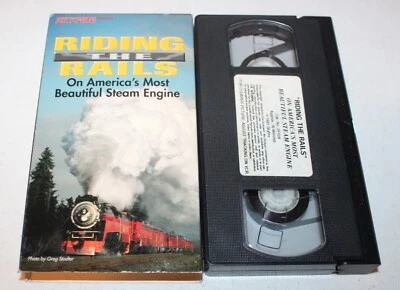 RIDING
THE
RAILS
On America's Most
Beautiful Steam Engine
Photo by Greg Stadter
"RIDING THE RAILS"
ON AMERICA'S MOST
BEAUTIFUL STEAM ENGINE